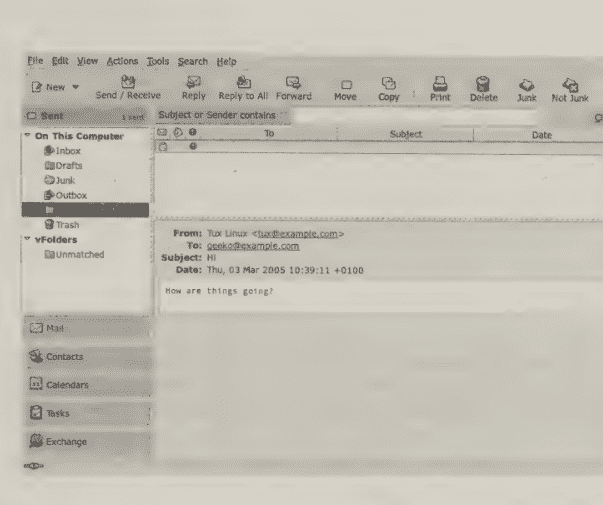 File Edit View Actions Tools Search Help
New Send / Receive Reply Reply to All Forward Move Copy Print Delete Junk Not Junk
Sent 1 sent Subject or Sender contains
On This Computer
To Subject Date
Inbox
Drafts
Junk
Outbox
Trash
vFolders
Unmatched
From: Tux Linux <tux@example.com>
To: geeko@example.com
Subject: Hi
Date: Thu, 03 Mar 2005 10:39:11 +0100
How are things going?
Mail
Contacts
Calendars
Tasks
Exchange